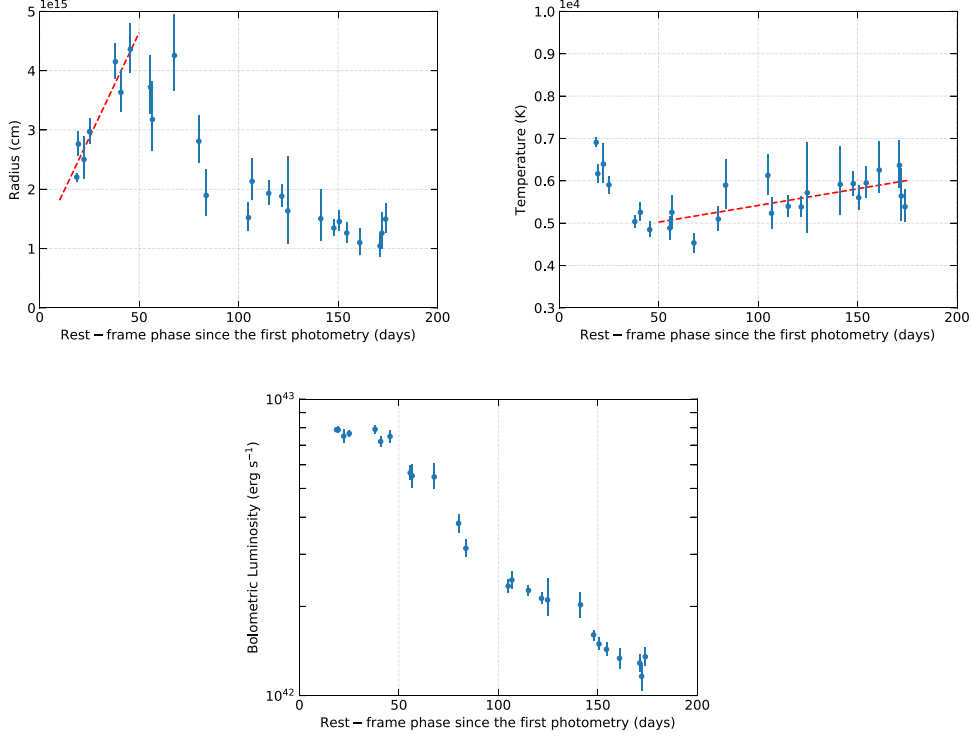 1e15
5
4
3
2
1
0
Radius (cm)
0 50 100 150 200
Rest−frame phase since the first photometry (days)
1e4
1.0
0.9
0.8
0.7
0.6
0.5
0.4
0.3
Temperature (K)
0 50 100 150 200
Rest−frame phase since the first photometry (days)
10^43
10^42
Bolometric Luminosity (erg s^−1)
0 50 100 150 200
Rest−frame phase since the first photometry (days)